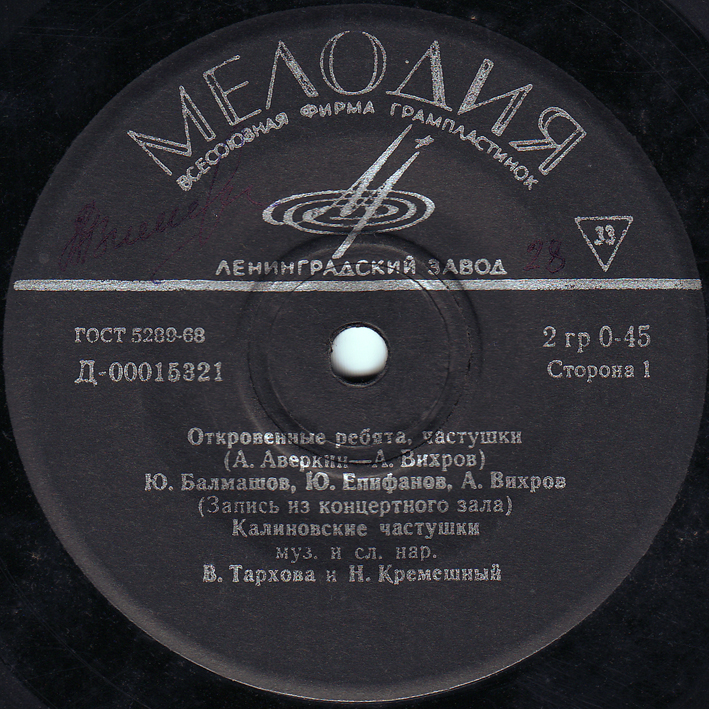 МЕЛОДИЯ
ВСЕСОЮЗНАЯ ФИРМА ГРАМПЛАСТИНОК
33
ЛЕНИНГРАДСКИЙ ЗАВОД 28
ГОСТ 5289-68
2 гр 0-45
Д-00015321
Сторона 1
Откровенные ребята, частушки
(А. Аверкин—А. Вихров)
Ю. Балмашов, Ю. Епифанов, А. Вихров
(Запись из концертного зала)
Калиновские частушки
муз. и сл. нар.
В. Тархова и Н. Кремешный